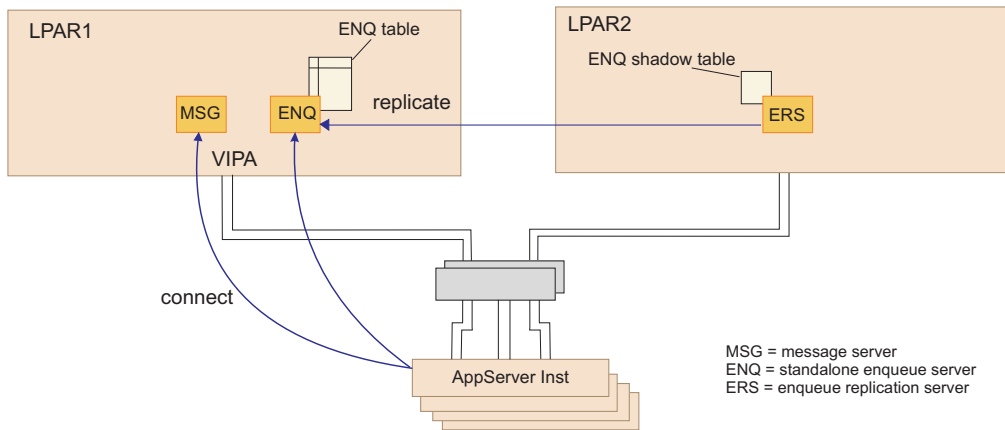 LPAR1
ENQ table
MSG
ENQ
replicate
VIPA
LPAR2
ENQ shadow table
ERS
connect
AppServer Inst
MSG = message server
ENQ = standalone enqueue server
ERS = enqueue replication server